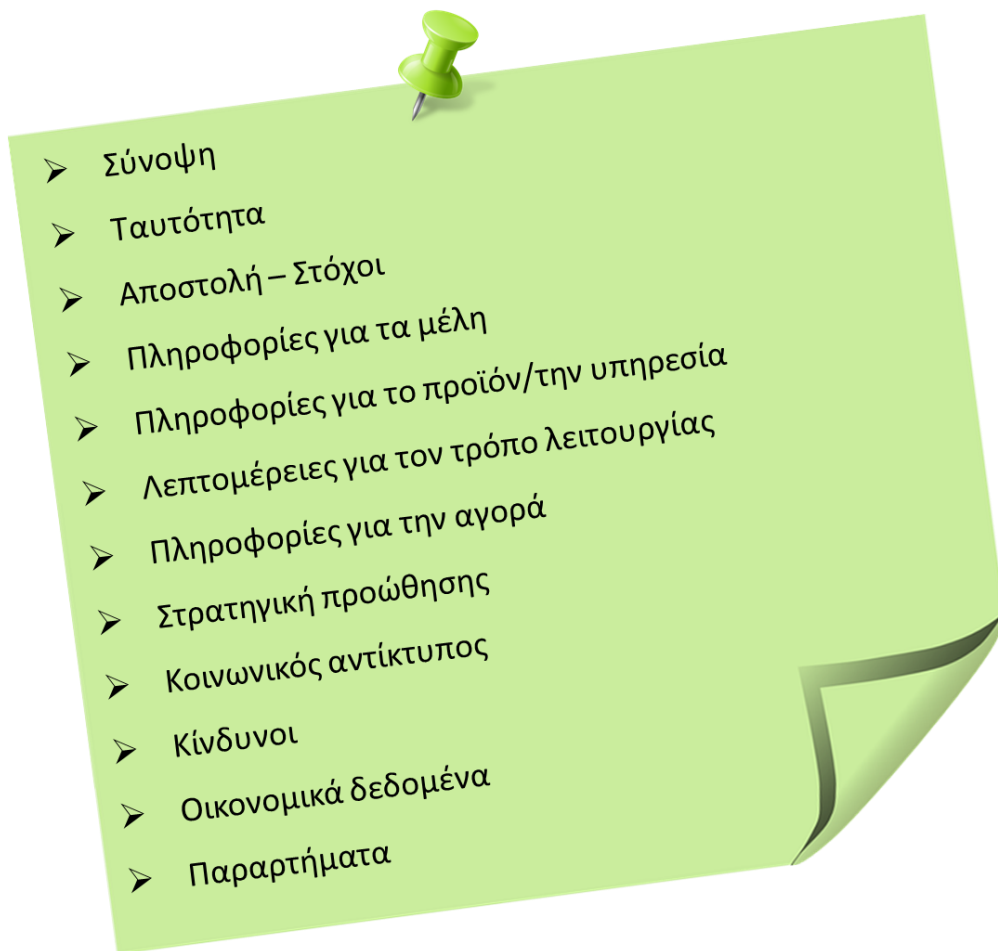 ➢ Σύνοψη
➢ Ταυτότητα
➢ Αποστολή – Στόχοι
➢ Πληροφορίες για τα μέλη
➢ Πληροφορίες για το προϊόν/την υπηρεσία
➢ Λεπτομέρειες για τον τρόπο λειτουργίας
➢ Πληροφορίες για την αγορά
➢ Στρατηγική προώθησης
➢ Κοινωνικός αντίκτυπος
➢ Κίνδυνοι
➢ Οικονομικά δεδομένα
➢ Παραρτήματα